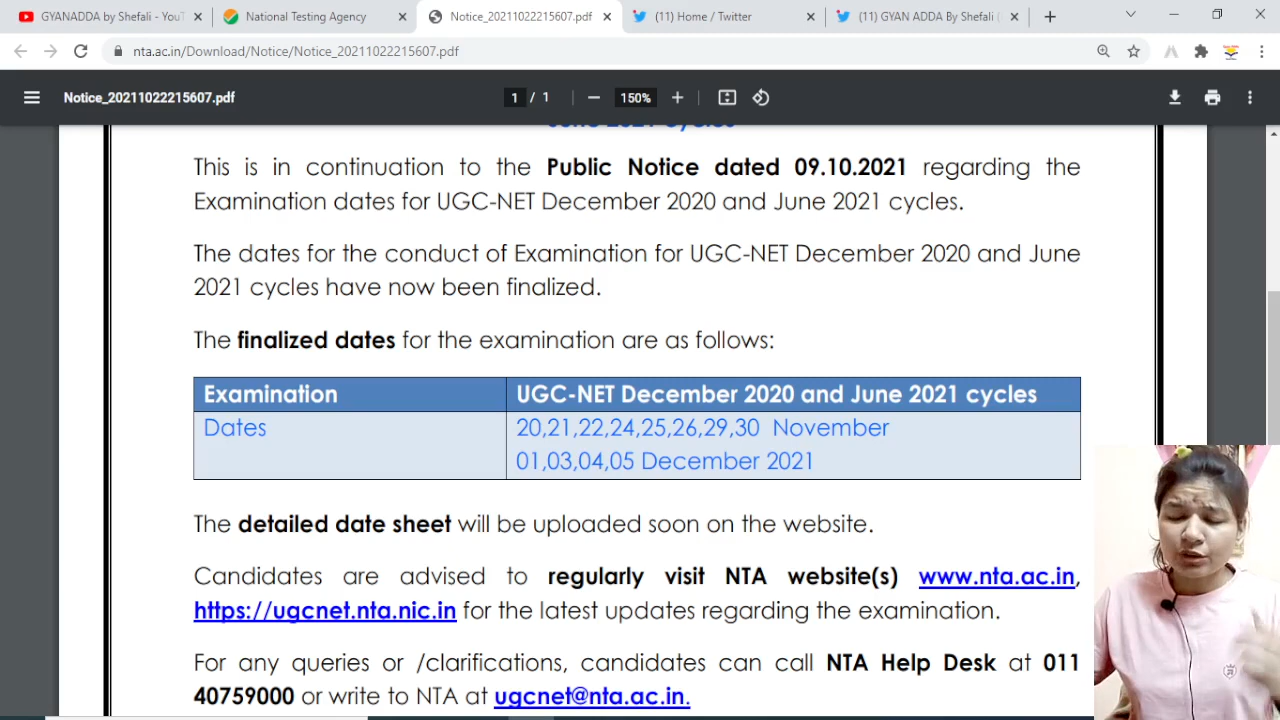 GYANADDA by Shefali - YouT
National Testing Agency
Notice_20211022215607.pdf
(11) Home / Twitter
(11) GYAN ADDA By Shefali (
nta.ac.in/Download/Notice/Notice_20211022215607.pdf
Notice_20211022215607.pdf
1 / 1
150%
June 2021 Cycles
This is in continuation to the Public Notice dated 09.10.2021 regarding the
Examination dates for UGC-NET December 2020 and June 2021 cycles.
The dates for the conduct of Examination for UGC-NET December 2020 and June
2021 cycles have now been finalized.
The finalized dates for the examination are as follows:
Examination UGC-NET December 2020 and June 2021 cycles
Dates 20,21,22,24,25,26,29,30 November
01,03,04,05 December 2021
The detailed date sheet will be uploaded soon on the website.
Candidates are advised to regularly visit NTA website(s) www.nta.ac.in,
https://ugcnet.nta.nic.in for the latest updates regarding the examination.
For any queries or /clarifications, candidates can call NTA Help Desk at 011
40759000 or write to NTA at ugcnet@nta.ac.in.